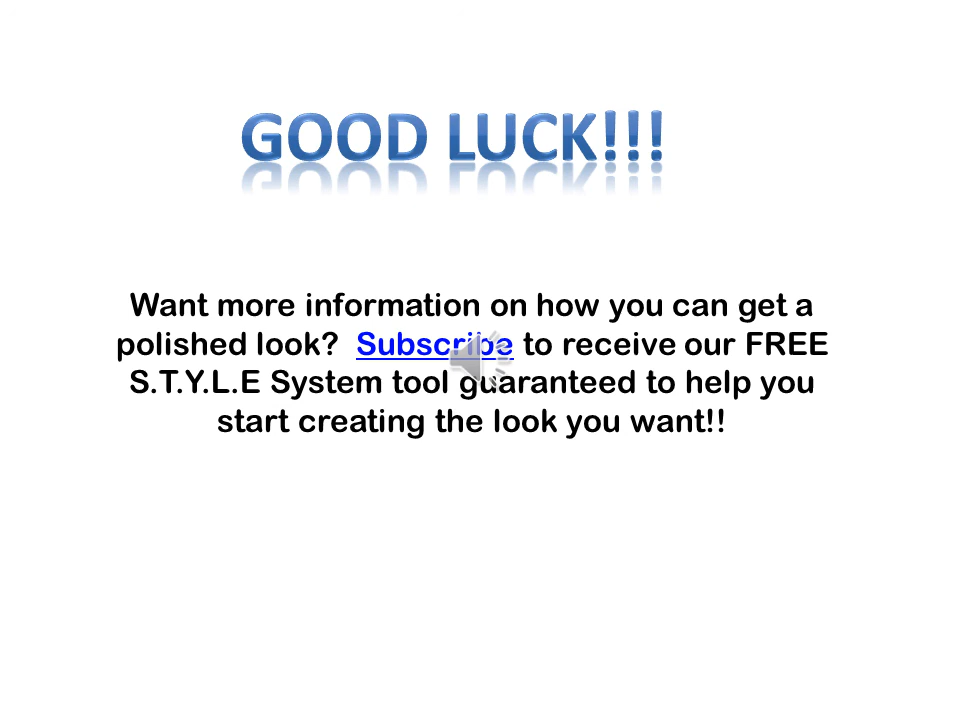 GOOD LUCK!!!
Want more information on how you can get a
polished look?  Subscribe to receive our FREE
S.T.Y.L.E System tool guaranteed to help you
start creating the look you want!!